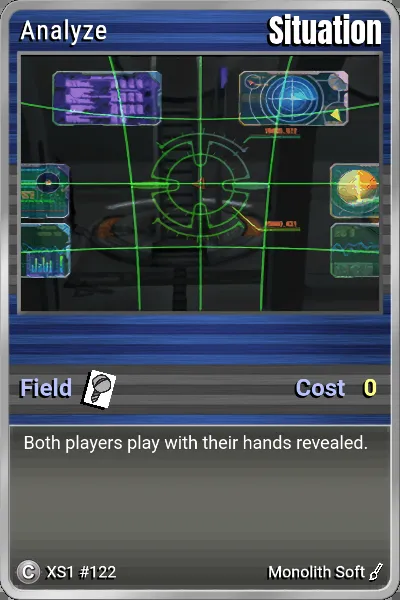 Analyze
Situation
Field
Cost 0
Both players play with their hands revealed.
C XS1 #122
Monolith Soft